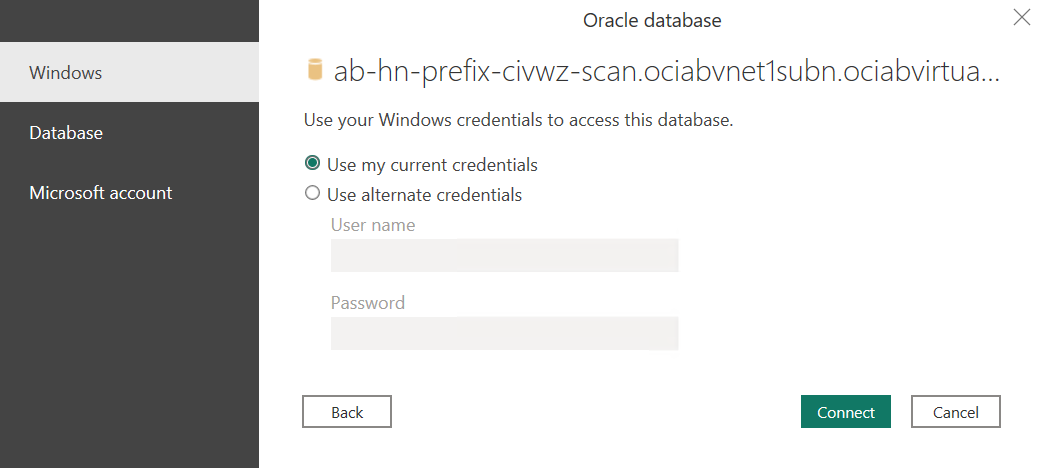 Oracle database
Windows
Database
Microsoft account
ab-hn-prefix-civwz-scan.ociabvnet1subn.ociabvirtua...
Use your Windows credentials to access this database.
Use my current credentials
Use alternate credentials
User name
Password
Back
Connect
Cancel